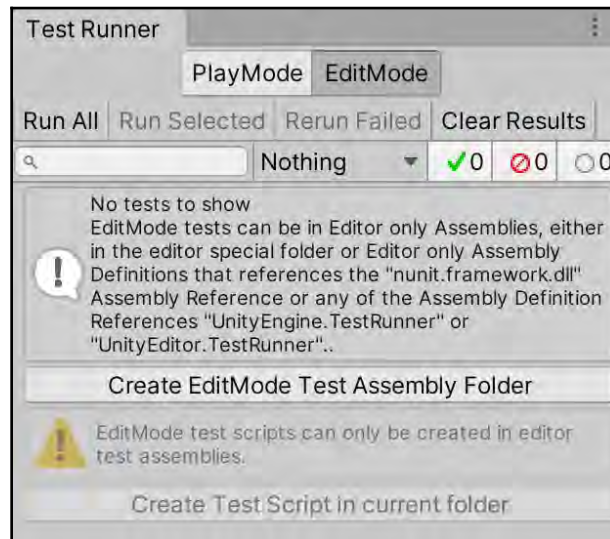 Test Runner
PlayMode EditMode
Run All Run Selected Rerun Failed Clear Results
Nothing 0 0 0
No tests to show
EditMode tests can be in Editor only Assemblies, either
in the editor special folder or Editor only Assembly
Definitions that references the "nunit.framework.dll"
Assembly Reference or any of the Assembly Definition
References "UnityEngine.TestRunner" or
"UnityEditor.TestRunner"..
Create EditMode Test Assembly Folder
EditMode test scripts can only be created in editor
test assemblies.
Create Test Script in current folder